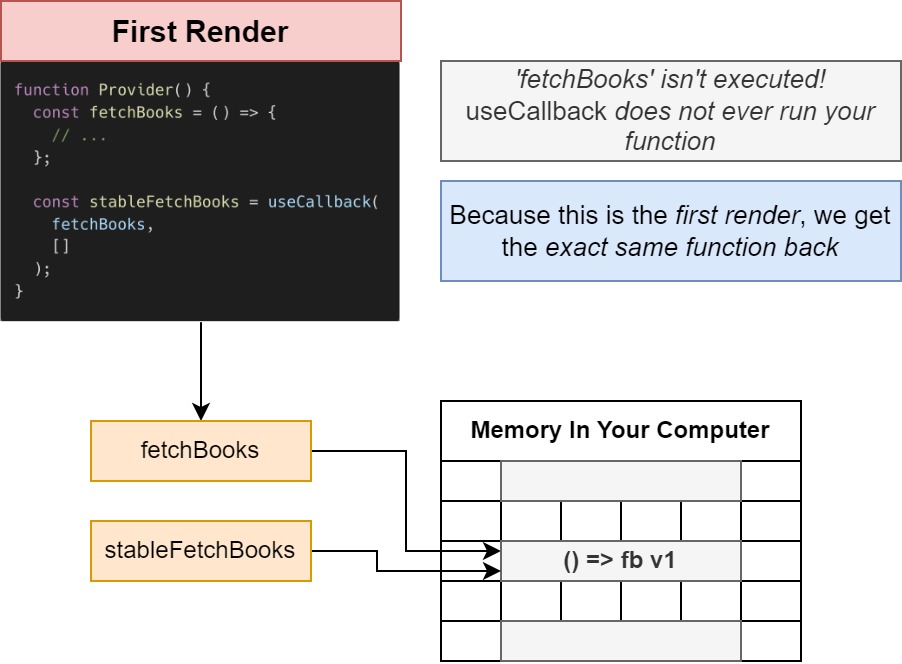 First Render
function Provider() {
const fetchBooks = () => {
// ...
};
const stableFetchBooks = useCallback(
fetchBooks,
[]
);
}
'fetchBooks' isn't executed!
useCallback does not ever run your
function
Because this is the first render, we get
the exact same function back
fetchBooks
stableFetchBooks
Memory In Your Computer
() => fb v1